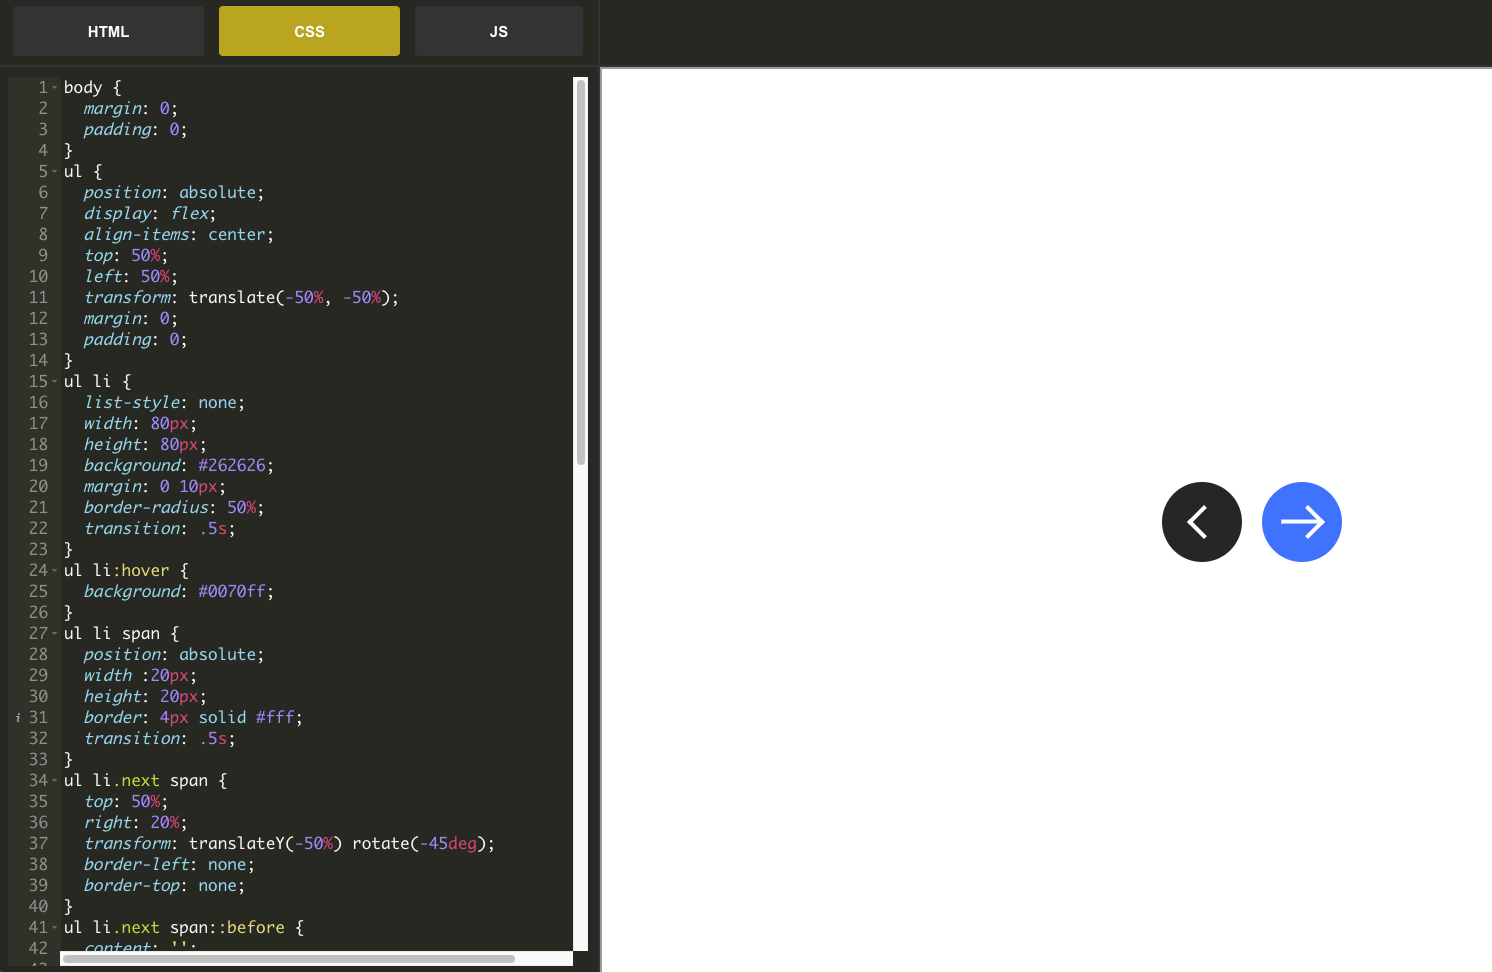 HTML CSS JS
1 body {
2 margin: 0;
3 padding: 0;
4 }
5 ul {
6 position: absolute;
7 display: flex;
8 align-items: center;
9 top: 50%;
10 left: 50%;
11 transform: translate(-50%, -50%);
12 margin: 0;
13 padding: 0;
14 }
15 ul li {
16 list-style: none;
17 width: 80px;
18 height: 80px;
19 background: #262626;
20 margin: 0 10px;
21 border-radius: 50%;
22 transition: .5s;
23 }
24 ul li:hover {
25 background: #0070ff;
26 }
27 ul li span {
28 position: absolute;
29 width :20px;
30 height: 20px;
i 31 border: 4px solid #fff;
32 transition: .5s;
33 }
34 ul li.next span {
35 top: 50%;
36 right: 20%;
37 transform: translateY(-50%) rotate(-45deg);
38 border-left: none;
39 border-top: none;
40 }
41 ul li.next span::before {
42 content: '';